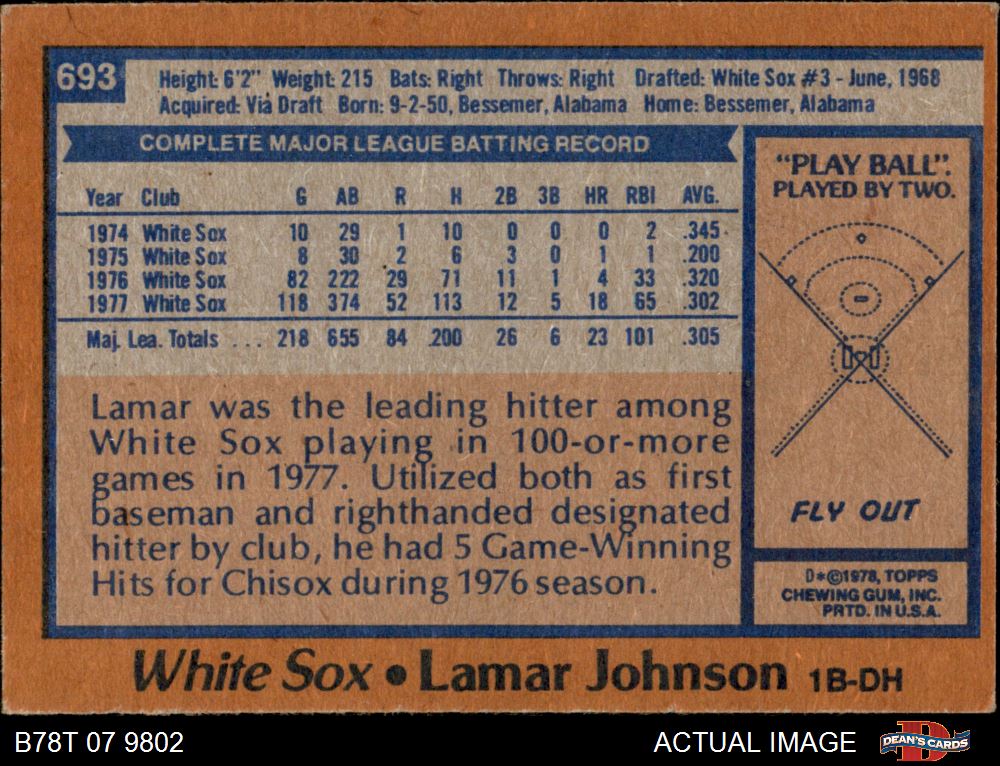 693
Height: 6'2" Weight: 215 Bats: Right Throws: Right Drafted: White Sox #3 - June, 1968
Acquired: Via Draft Born: 9-2-50, Bessemer, Alabama Home: Bessemer, Alabama
COMPLETE MAJOR LEAGUE BATTING RECORD
Year Club G AB R H 2B 3B HR RBI AVG.
1974 White Sox 10 29 1 10 0 0 0 2 .345
1975 White Sox 8 30 2 6 3 0 1 1 .200
1976 White Sox 82 222 29 71 11 1 4 33 .320
1977 White Sox 118 374 52 113 12 5 18 65 .302
Maj. Lea. Totals ... 218 655 84 200 26 6 23 101 .305
Lamar was the leading hitter among
White Sox playing in 100-or-more
games in 1977. Utilized both as first
baseman and righthanded designated
hitter by club, he had 5 Game-Winning
Hits for Chisox during 1976 season.
"PLAY BALL".
PLAYED BY TWO.
FLY OUT
D*©1978, TOPPS
CHEWING GUM, INC.
PRTD. IN U.S.A.
White Sox • Lamar Johnson 1B-DH
B78T 07 9802
ACTUAL IMAGE
D
DEAN'S CARDS